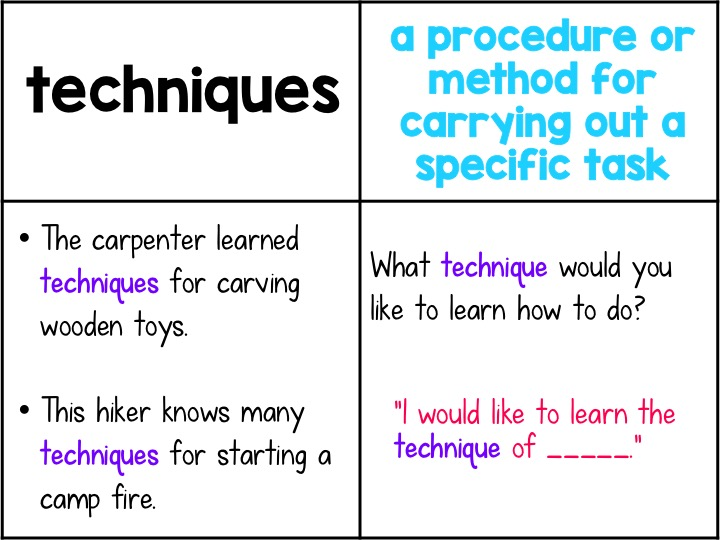 techniques
a procedure or
method for
carrying out a
specific task
• The carpenter learned
techniques for carving
wooden toys.
• This hiker knows many
techniques for starting a
camp fire.
What technique would you
like to learn how to do?
"I would like to learn the
technique of _____."